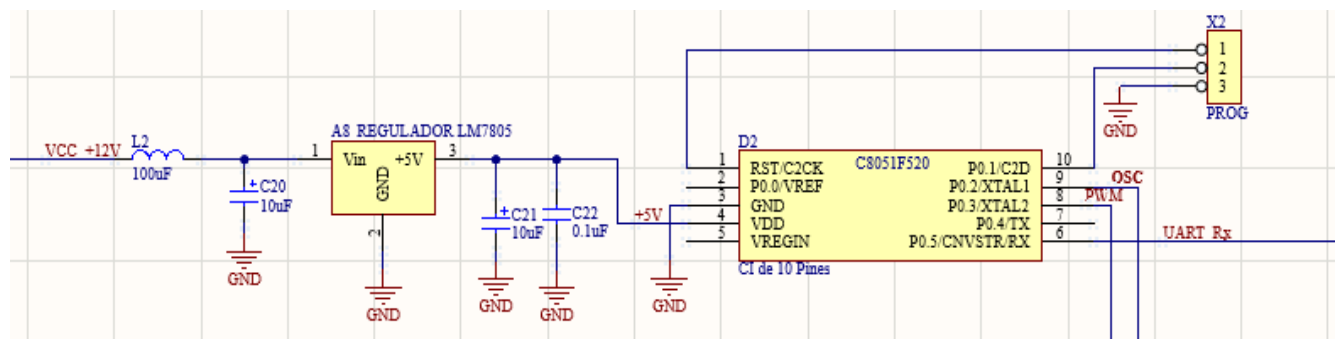 X2
1
2
3
PROG
GND
VCC +12V
L2
100uF
C20
10uF
GND
A8 REGULADOR LM7805
1
Vin
+5V
3
GND
2
GND
C21
10uF
GND
C22
0.1uF
GND
+5V
GND
D2
C8051F520
1
RST/C2CK
2
P0.0/VREF
3
GND
4
VDD
5
VREGIN
P0.1/C2D
10
P0.2/XTAL1
9
OSC
P0.3/XTAL2
8
PWM
P0.4/TX
7
P0.5/CNVSTR/RX
6
UART Rx
CI de 10 Pines